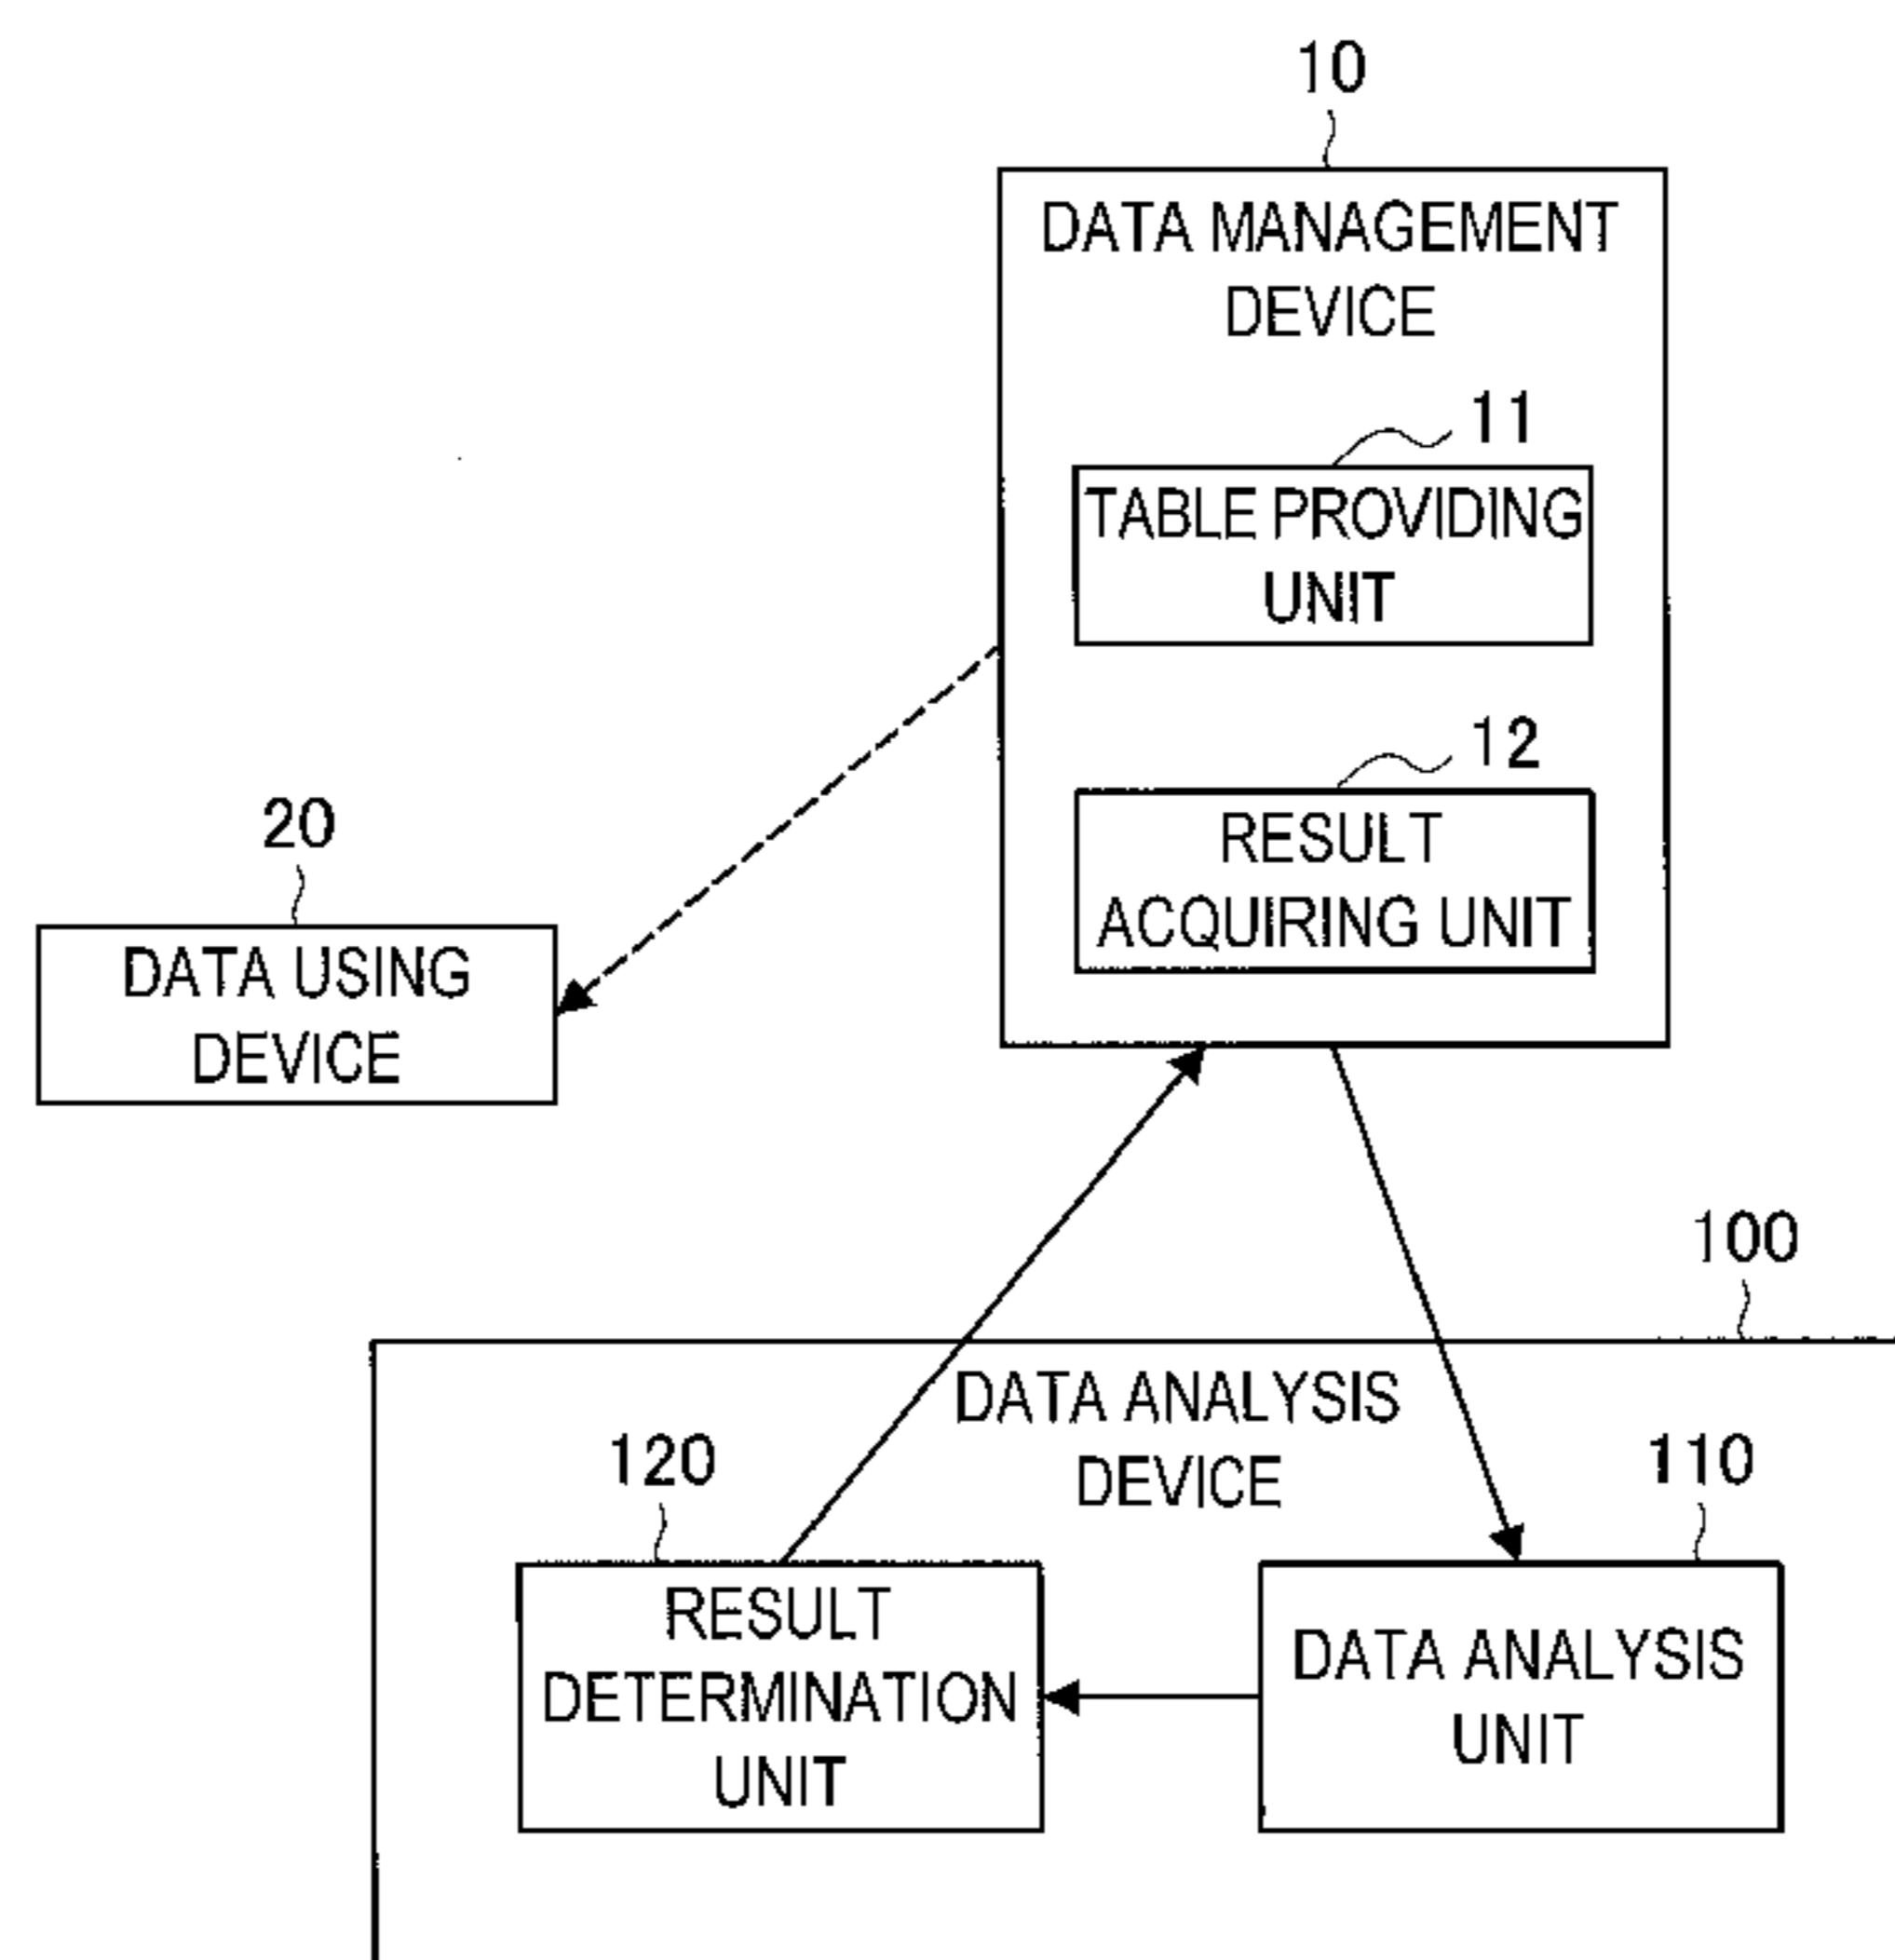 10
DATA MANAGEMENT
DEVICE
11
TABLE PROVIDING
UNIT
12
RESULT
ACQUIRING UNIT
20
DATA USING
DEVICE
100
DATA ANALYSIS
DEVICE
120
RESULT
DETERMINATION
UNIT
110
DATA ANALYSIS
UNIT